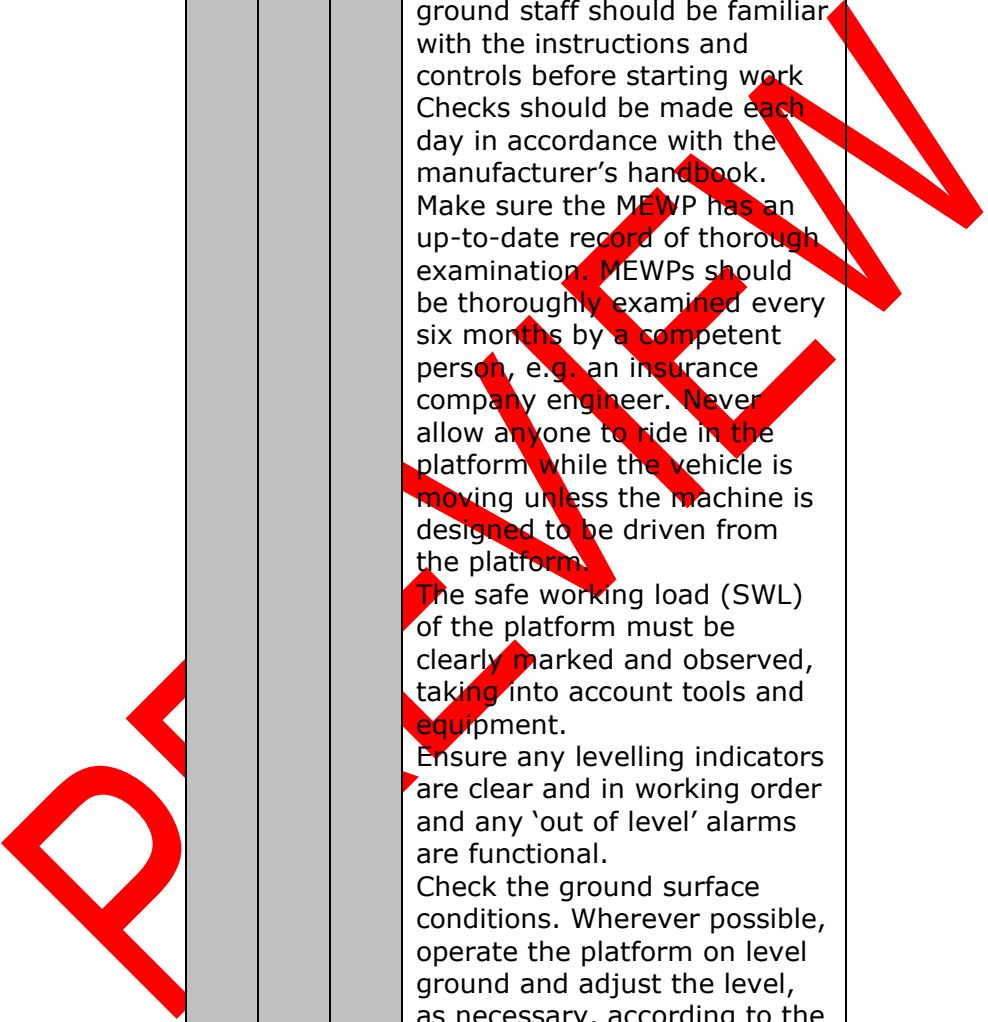 ground staff should be familiar
with the instructions and
controls before starting work
Checks should be made each
day in accordance with the
manufacturer’s handbook.
Make sure the MEWP has an
up-to-date record of thorough
examination. MEWPs should
be thoroughly examined every
six months by a competent
person, e.g. an insurance
company engineer. Never
allow anyone to ride in the
platform while the vehicle is
moving unless the machine is
designed to be driven from
the platform.
The safe working load (SWL)
of the platform must be
clearly marked and observed,
taking into account tools and
equipment.
Ensure any levelling indicators
are clear and in working order
and any ‘out of level’ alarms
are functional.
Check the ground surface
conditions. Wherever possible,
operate the platform on level
ground and adjust the level,
as necessary, according to the
PREVIEW